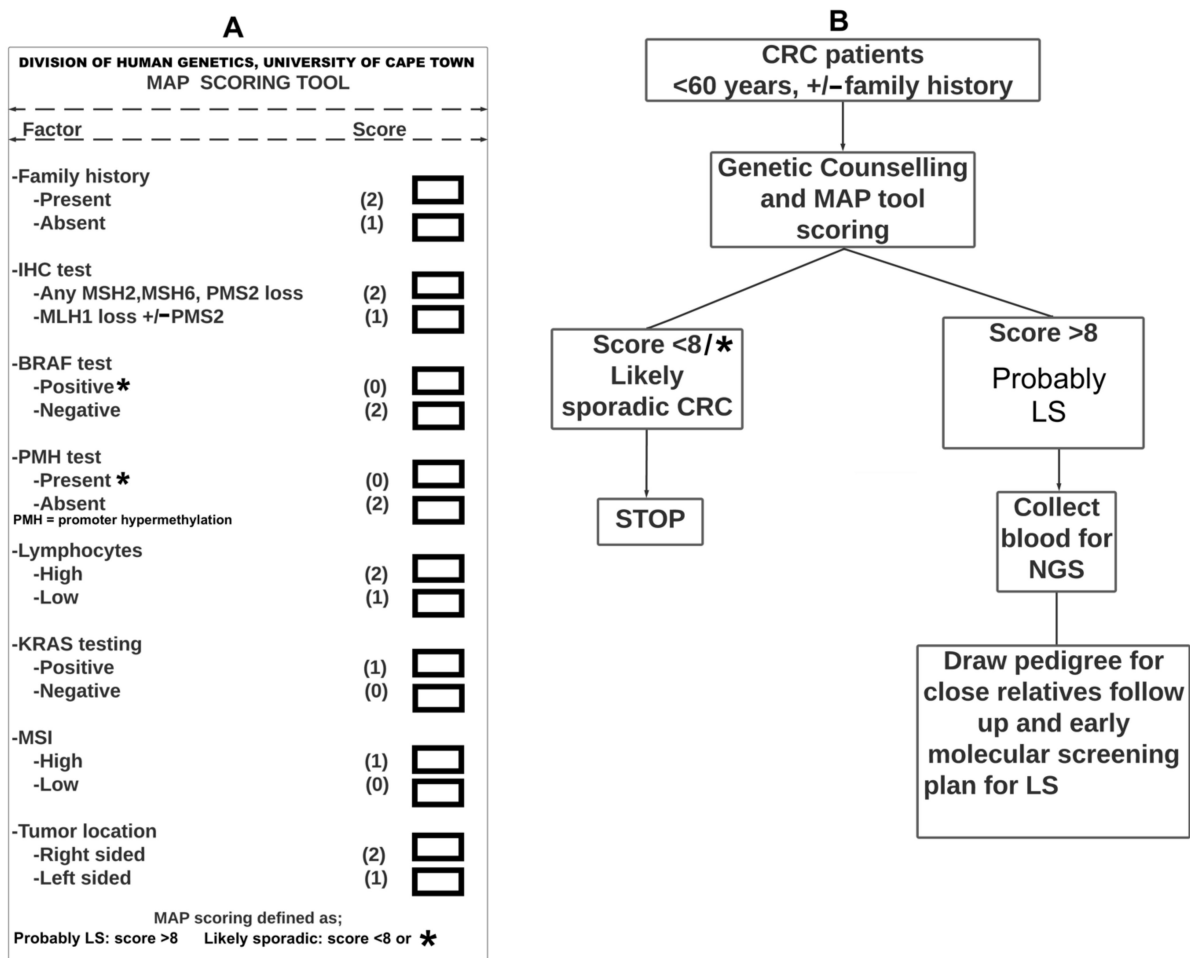 A
DIVISION OF HUMAN GENETICS, UNIVERSITY OF CAPE TOWN
MAP SCORING TOOL
Factor Score
-Family history
-Present (2)
-Absent (1)
-IHC test
-Any MSH2,MSH6, PMS2 loss (2)
-MLH1 loss +/-PMS2 (1)
-BRAF test
-Positive* (0)
-Negative (2)
-PMH test
-Present * (0)
-Absent (2)
PMH = promoter hypermethylation
-Lymphocytes
-High (2)
-Low (1)
-KRAS testing
-Positive (1)
-Negative (0)
-MSI
-High (1)
-Low (0)
-Tumor location
-Right sided (2)
-Left sided (1)
MAP scoring defined as;
Probably LS: score >8 Likely sporadic: score <8 or *
B
CRC patients
<60 years, +/-family history
Genetic Counselling
and MAP tool
scoring
Score <8/*
Likely
sporadic CRC
STOP
Score >8
Probably
LS
Collect
blood for
NGS
Draw pedigree for
close relatives follow
up and early
molecular screening
plan for LS